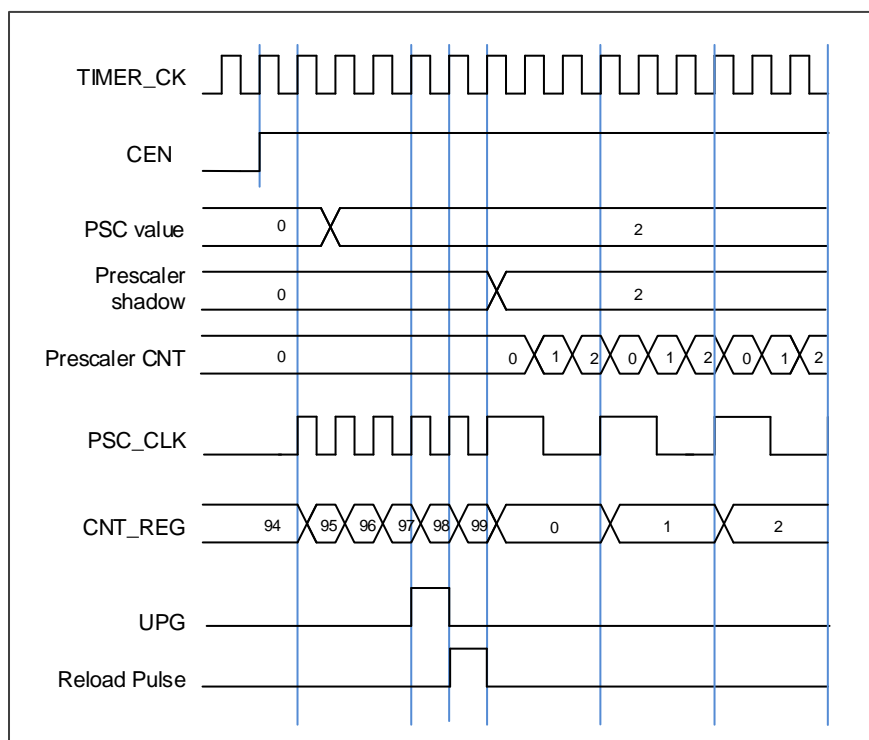 TIMER_CK
CEN
PSC value 0 2
Prescaler
shadow 0 2
Prescaler CNT 0 0 1 2 0 1 2 0 1 2
PSC_CLK
CNT_REG 94 95 96 97 98 99 0 1 2
UPG
Reload Pulse